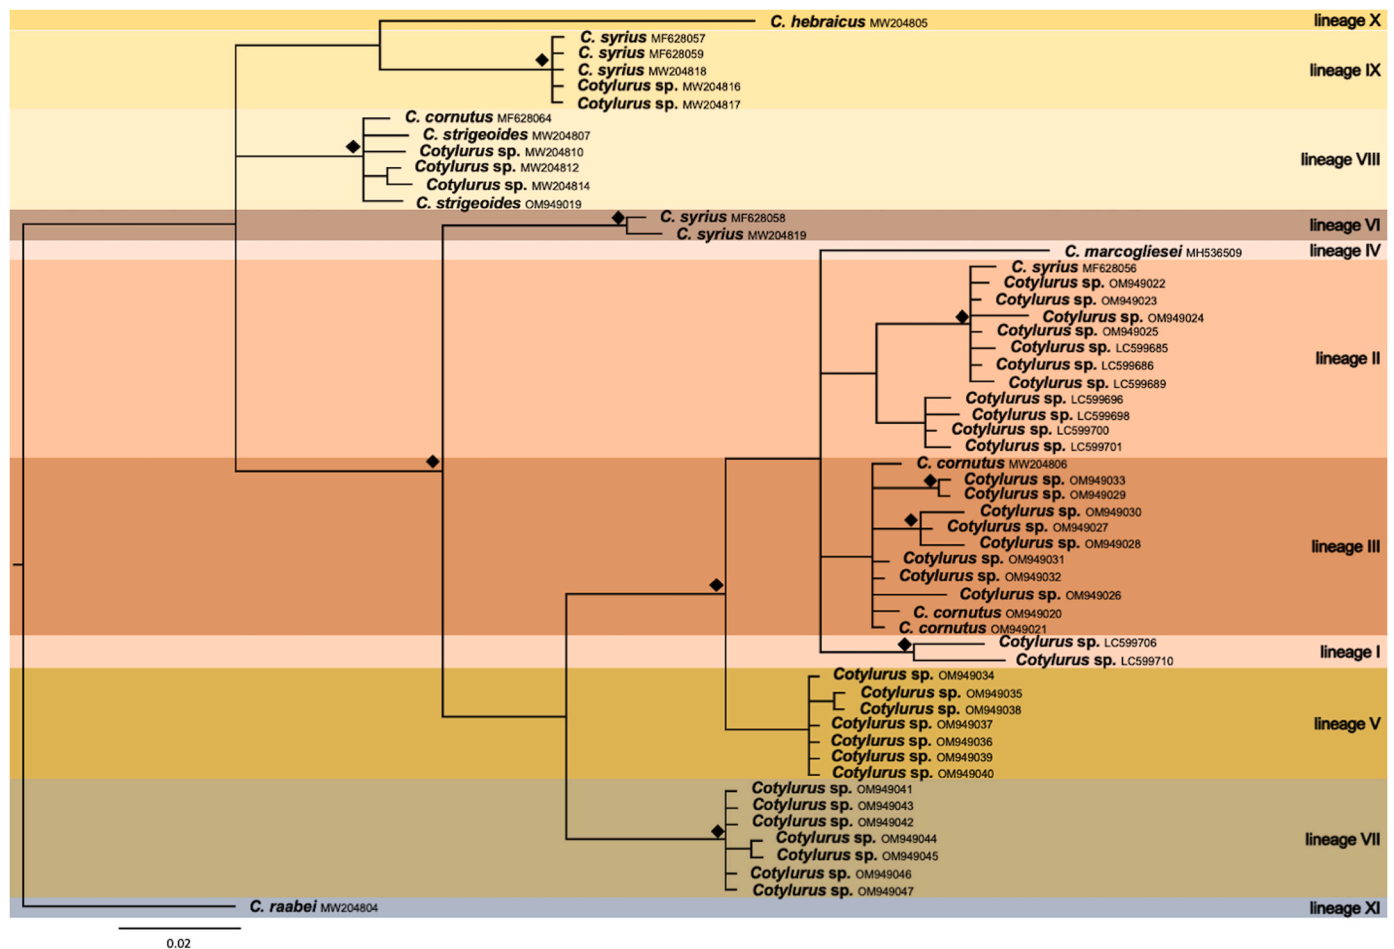 C. hebraicus MW204805 lineage X
C. syrius MF628057
C. syrius MF628059
C. syrius MW204818 lineage IX
Cotylurus sp. MW204816
Cotylurus sp. MW204817
C. cornutus MF628064
C. strigeoides MW204807
Cotylurus sp. MW204810
lineage VIII
Cotylurus sp. MW204812
Cotylurus sp. MW204814
C. strigeoides OM949019
C. syrius MF628058
lineage VI
C. syrius MW204819
C. marcogliesei MH536509 lineage IV
C. syrius MF628056
Cotylurus sp. OM949022
Cotylurus sp. OM949023
Cotylurus sp. OM949024
Cotylurus sp. OM949025
Cotylurus sp. LC599685
lineage II
Cotylurus sp. LC599686
Cotylurus sp. LC599689
Cotylurus sp. LC599696
Cotylurus sp. LC599698
Cotylurus sp. LC599700
Cotylurus sp. LC599701
C. cornutus MW204806
Cotylurus sp. OM949033
Cotylurus sp. OM949029
Cotylurus sp. OM949030
Cotylurus sp. OM949027
Cotylurus sp. OM949028
lineage III
Cotylurus sp. OM949031
Cotylurus sp. OM949032
Cotylurus sp. OM949026
C. cornutus OM949020
C. cornutus OM949021
Cotylurus sp. LC599706
lineage I
Cotylurus sp. LC599710
Cotylurus sp. OM949034
Cotylurus sp. OM949035
Cotylurus sp. OM949038
Cotylurus sp. OM949037 lineage V
Cotylurus sp. OM949036
Cotylurus sp. OM949039
Cotylurus sp. OM949040
Cotylurus sp. OM949041
Cotylurus sp. OM949043
Cotylurus sp. OM949042
Cotylurus sp. OM949044 lineage VII
Cotylurus sp. OM949045
Cotylurus sp. OM949046
Cotylurus sp. OM949047
C. raabei MW204804 lineage XI
0.02